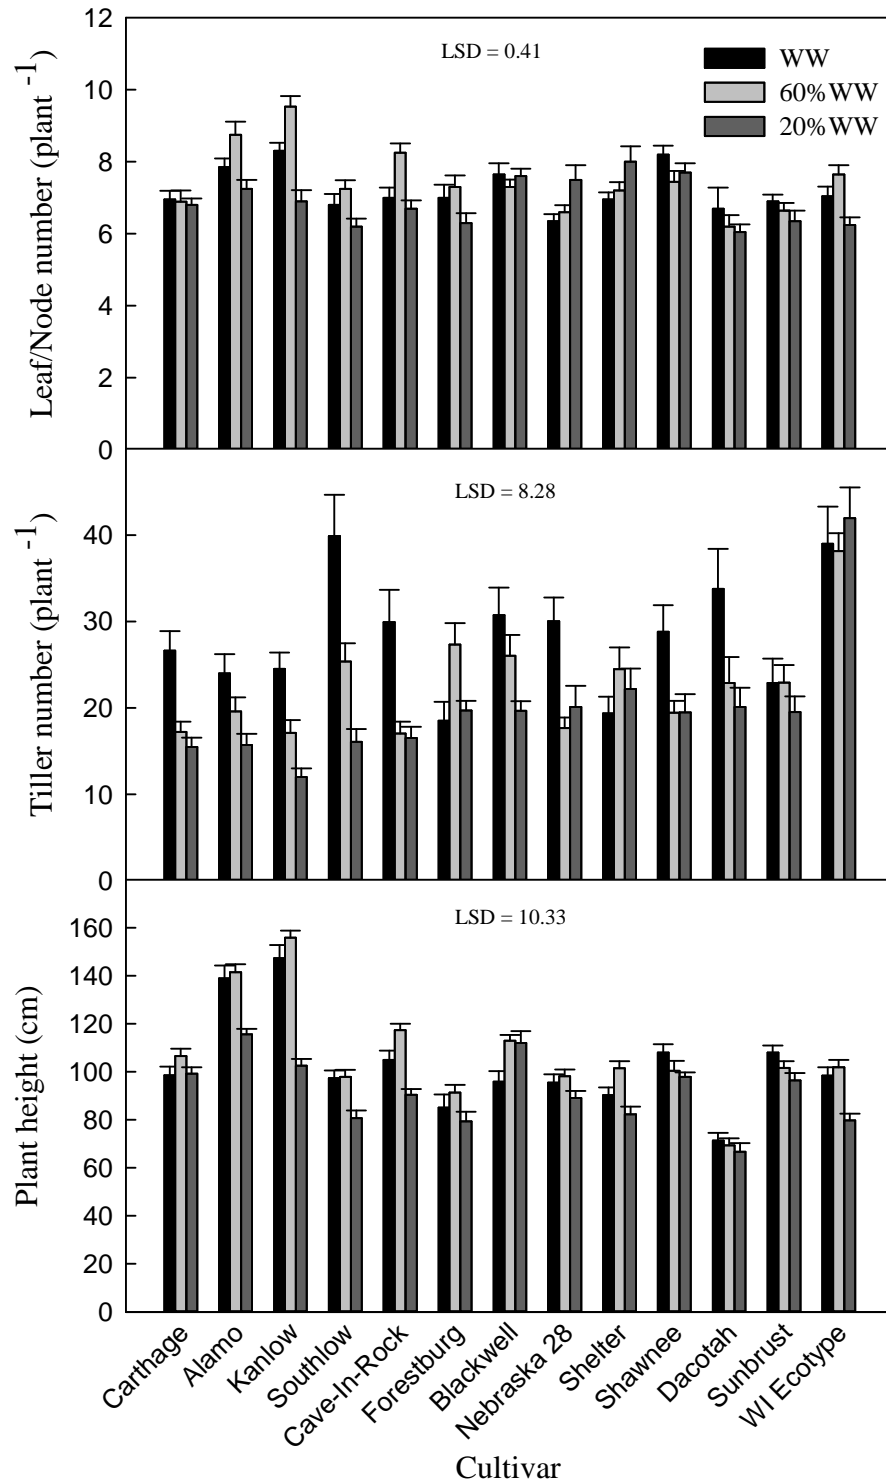 12
10
8
6
4
2
0
Leaf/Node number (plant -1)
LSD = 0.41
WW
60%WW
20%WW
40
30
20
10
0
Tiller number (plant -1)
LSD = 8.28
160
140
120
100
80
60
40
20
0
Plant height (cm)
LSD = 10.33
Carthage
Alamo
Kanlow
Southlow
Cave-In-Rock
Forestburg
Blackwell
Nebraska 28
Shelter
Shawnee
Dacotah
Sunbrust
WI Ecotype
Cultivar